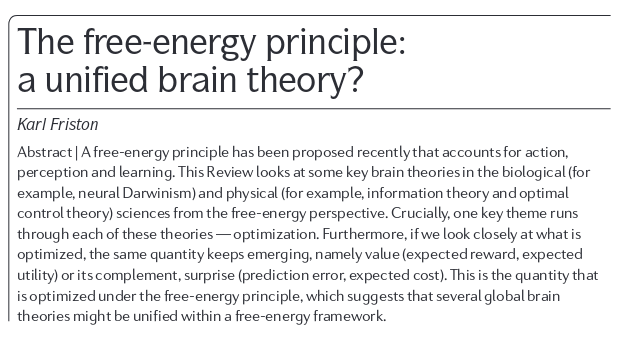 The free-energy principle:
a unified brain theory?
Karl Friston
Abstract | A free-energy principle has been proposed recently that accounts for action,
perception and learning. This Review looks at some key brain theories in the biological (for
example, neural Darwinism) and physical (for example, information theory and optimal
control theory) sciences from the free-energy perspective. Crucially, one key theme runs
through each of these theories — optimization. Furthermore, if we look closely at what is
optimized, the same quantity keeps emerging, namely value (expected reward, expected
utility) or its complement, surprise (prediction error, expected cost). This is the quantity that
is optimized under the free-energy principle, which suggests that several global brain
theories might be unified within a free-energy framework.